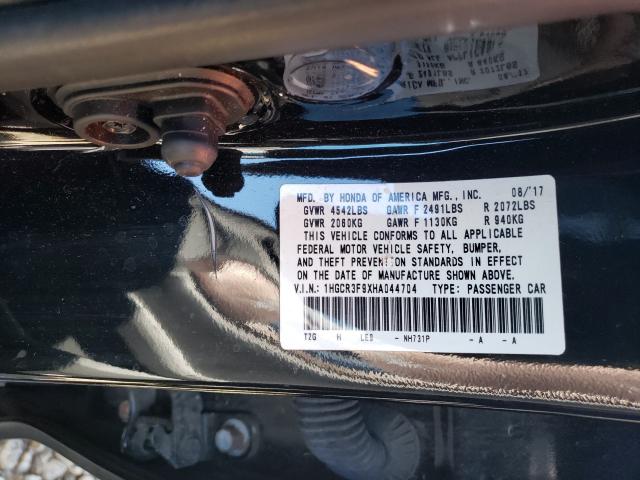 MFD. BY HONDA OF AMERICA MFG., INC. 08/'17
GVWR 4542LBS GAWR F 2491LBS R 2072LBS
GVWR 2060KG GAWR F 1130KG R 940KG
THIS VEHICLE CONFORMS TO ALL APPLICABLE
FEDERAL MOTOR VEHICLE SAFETY, BUMPER,
AND THEFT PREVENTION STANDARDS IN EFFECT
ON THE DATE OF MANUFACTURE SHOWN ABOVE.
V.I.N.: 1HGCR3F9XHA044704 TYPE: PASSENGER CAR
T2G H LED - NH731P - A - A